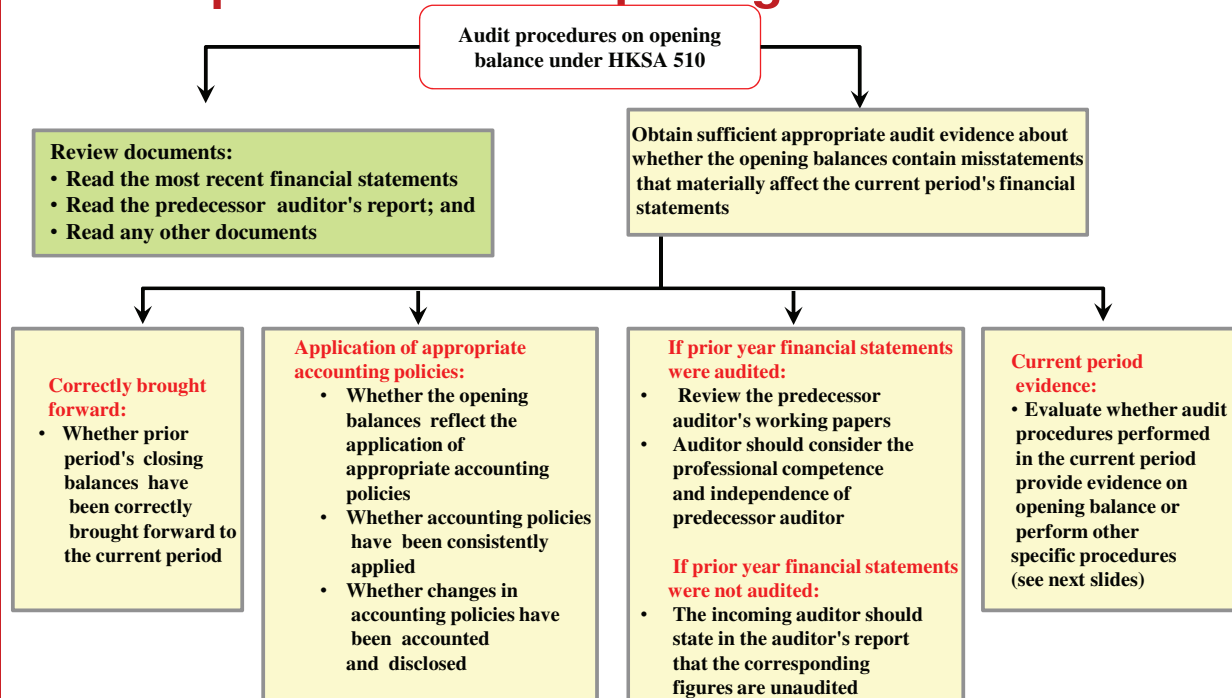 Audit procedures on opening
balance under HKSA 510
Review documents:
• Read the most recent financial statements
• Read the predecessor auditor's report; and
• Read any other documents
Obtain sufficient appropriate audit evidence about
whether the opening balances contain misstatements
that materially affect the current period's financial
statements
Correctly brought
forward:
• Whether prior
period's closing
balances have
been correctly
brought forward to
the current period
Application of appropriate
accounting policies:
• Whether the opening
balances reflect the
application of
appropriate accounting
policies
• Whether accounting policies
have been consistently
applied
• Whether changes in
accounting policies have
been accounted
and disclosed
If prior year financial statements
were audited:
• Review the predecessor
auditor's working papers
• Auditor should consider the
professional competence
and independence of
predecessor auditor
If prior year financial statements
were not audited:
• The incoming auditor should
state in the auditor's report
that the corresponding
figures are unaudited
Current period
evidence:
• Evaluate whether audit
procedures performed
in the current period
provide evidence on
opening balance or
perform other
specific procedures
(see next slides)